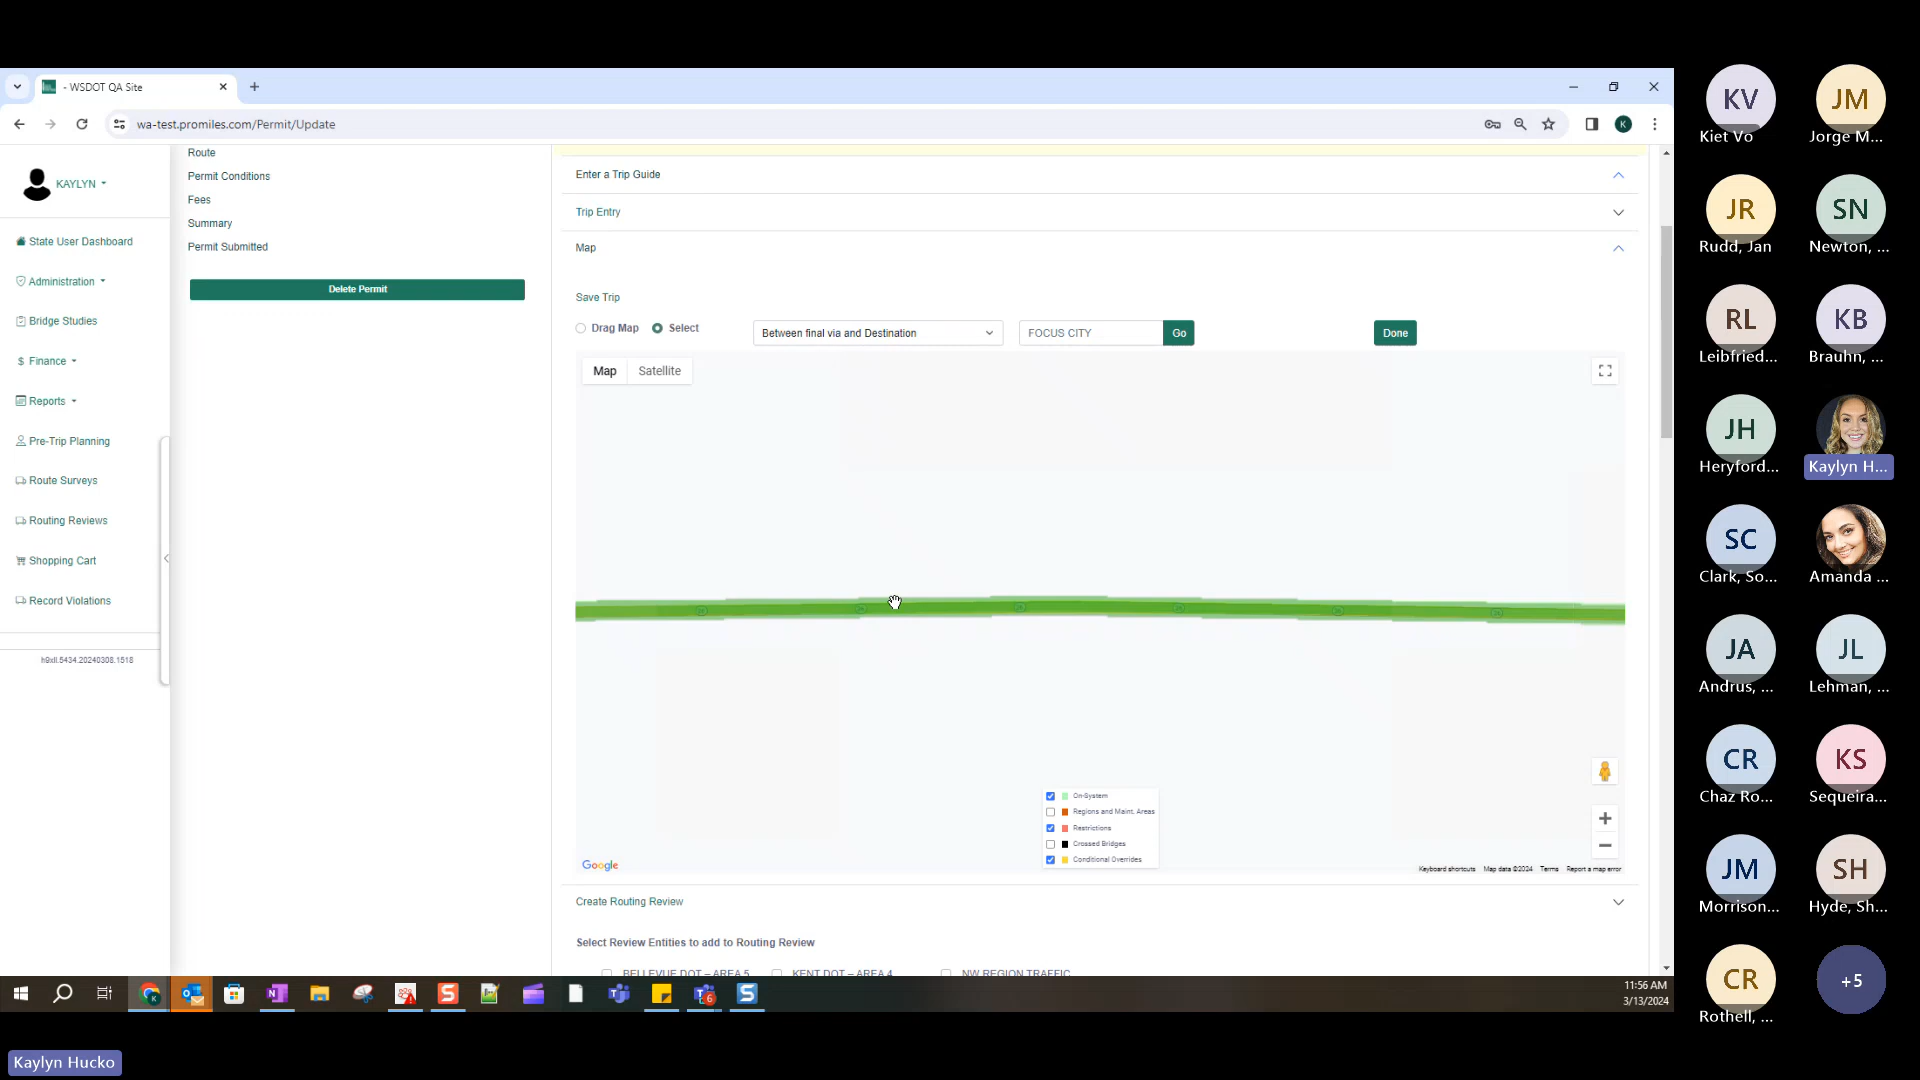 - WSDOT QA Site
wa-test.promiles.com/Permit/Update
K
KAYLYN
State User Dashboard
Administration
Bridge Studies
$ Finance
Reports
Pre-Trip Planning
Route Surveys
Routing Reviews
Shopping Cart
Record Violations
h9xll.5434.20240308.1518
Route
Permit Conditions
Fees
Summary
Permit Submitted
Delete Permit
Enter a Trip Guide
Trip Entry
Map
Save Trip
Drag Map
Select
Between final via and Destination
FOCUS CITY
Go
Done
Map
Satellite
On-System
Regions and Maint. Areas
Restrictions
Crossed Bridges
Conditional Overrides
Google
Keyboard shortcuts
Map data ©2024
Terms
Report a map error
Create Routing Review
Select Review Entities to add to Routing Review
BELLEVUE DOT – AREA 5
KENT DOT – AREA 4
NW REGION TRAFFIC
11:56 AM
3/13/2024
KV
Kiet Vo
JM
Jorge M...
JR
Rudd, Jan
SN
Newton, ...
RL
Leibfried...
KB
Brauhn, ...
JH
Heryford...
Kaylyn H...
SC
Clark, So...
Amanda ...
JA
Andrus, ...
JL
Lehman, ...
CR
Chaz Ro...
KS
Sequeira...
JM
Morrison...
SH
Hyde, Sh...
CR
Rothell, ...
+5
Kaylyn Hucko